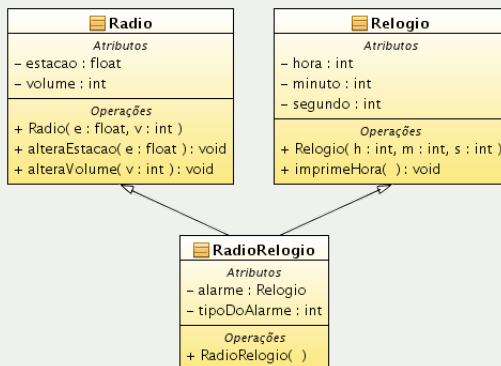 Radio
Atributos
– estacao : float
– volume : int
Operações
+ Radio( e : float, v : int )
+ alteraEstacao( e : float ) : void
+ alteraVolume( v : int ) : void
Relogio
Atributos
– hora : int
– minuto : int
– segundo : int
Operações
+ Relogio( h : int, m : int, s : int )
+ imprimeHora(  ) : void
RadioRelogio
Atributos
– alarme : Relogio
– tipoDoAlarme : int
Operações
+ RadioRelogio(  )